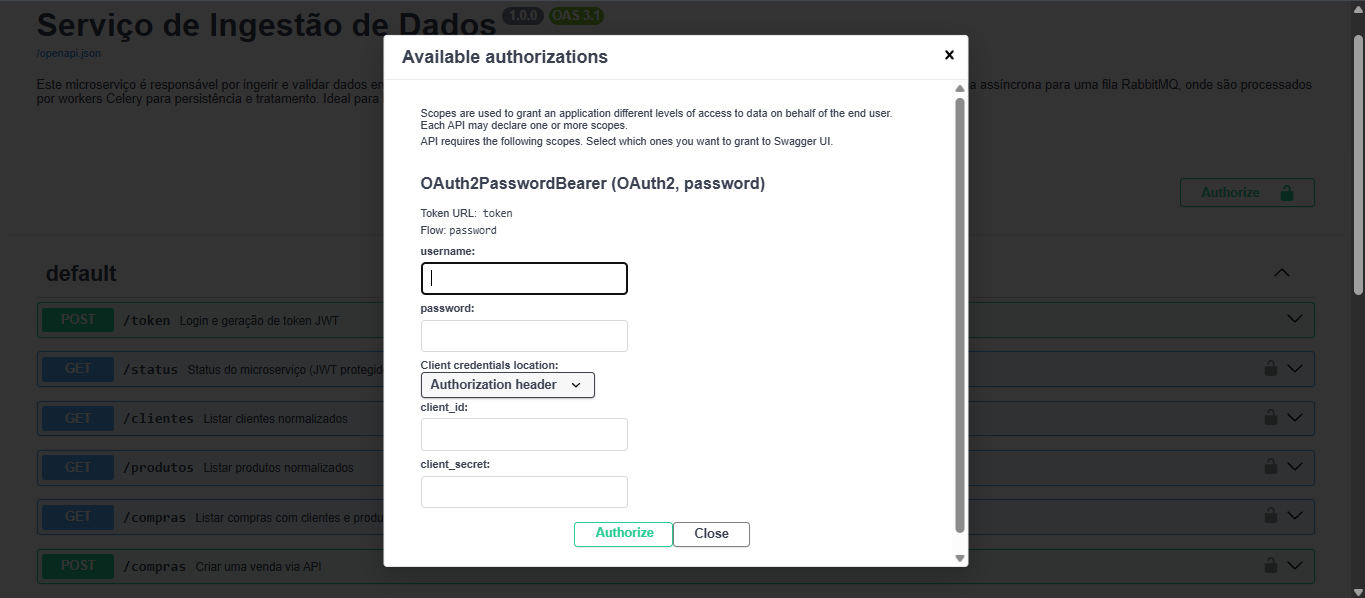 Serviço de Ingestão de Dados 1.0.0 OAS 3.1
/openapi.json
Este microserviço é responsável por ingerir e validar dados en
a assíncrona para uma fila RabbitMQ, onde são processados
por workers Celery para persistência e tratamento. Ideal para
Authorize
default
POST /token Login e geração de token JWT
GET /status Status do microserviço (JWT protegid
GET /clientes Listar clientes normalizados
GET /produtos Listar produtos normalizados
GET /compras Listar compras com clientes e produ
POST /compras Criar uma venda via API
Available authorizations
Scopes are used to grant an application different levels of access to data on behalf of the end user.
Each API may declare one or more scopes.
API requires the following scopes. Select which ones you want to grant to Swagger UI.
OAuth2PasswordBearer (OAuth2, password)
Token URL: token
Flow: password
username:
password:
Client credentials location:
Authorization header
client_id:
client_secret:
Authorize Close